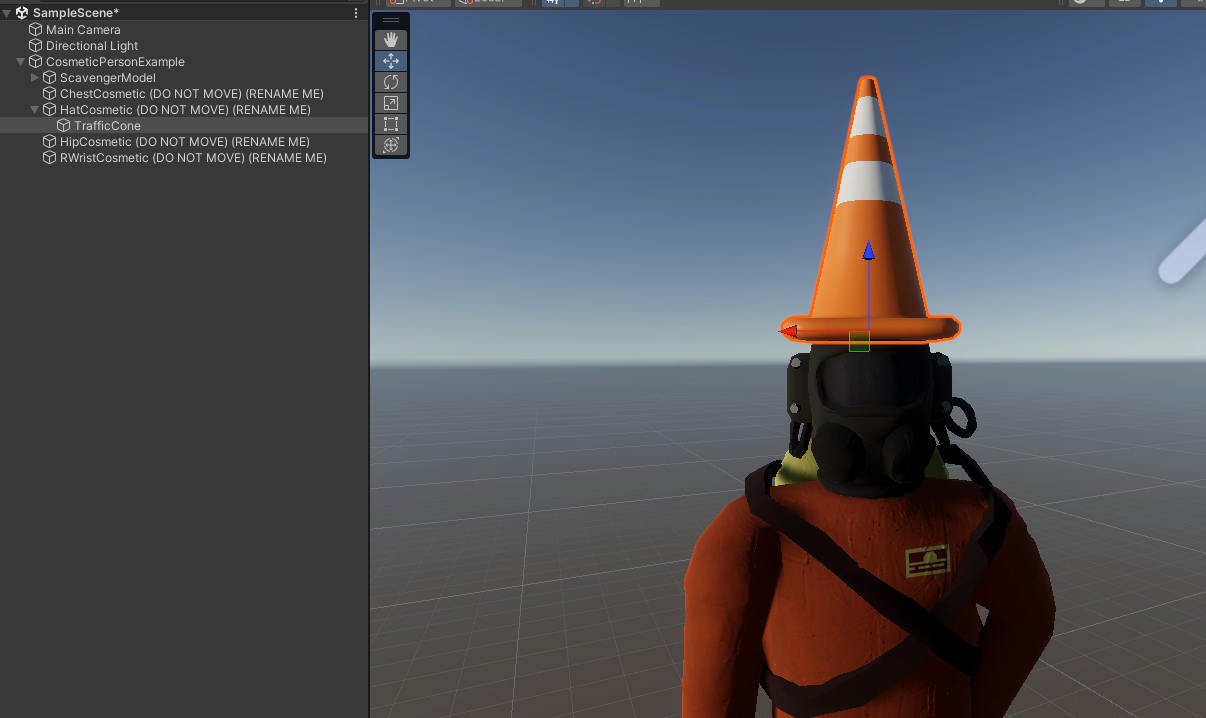 SampleScene*
Main Camera
Directional Light
CosmeticPersonExample
ScavengerModel
ChestCosmetic (DO NOT MOVE) (RENAME ME)
HatCosmetic (DO NOT MOVE) (RENAME ME)
TrafficCone
HipCosmetic (DO NOT MOVE) (RENAME ME)
RWristCosmetic (DO NOT MOVE) (RENAME ME)